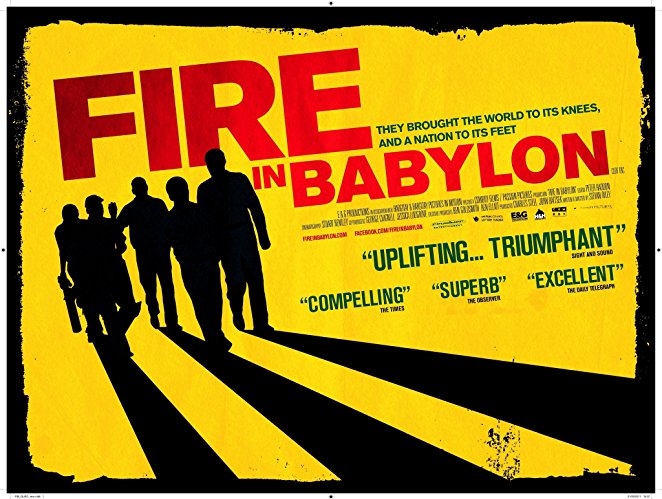 FIRE
IN BABYLON
THEY BROUGHT THE WORLD TO ITS KNEES,
AND A NATION TO ITS FEET
FIREINBABYLON.COM FACEBOOK.COM/FIREINBABYLON
E&G
"UPLIFTING... TRIUMPHANT"
SIGHT AND SOUND
"COMPELLING"
THE TIMES
"SUPERB"
THE OBSERVER
"EXCELLENT"
THE DAILY TELEGRAPH